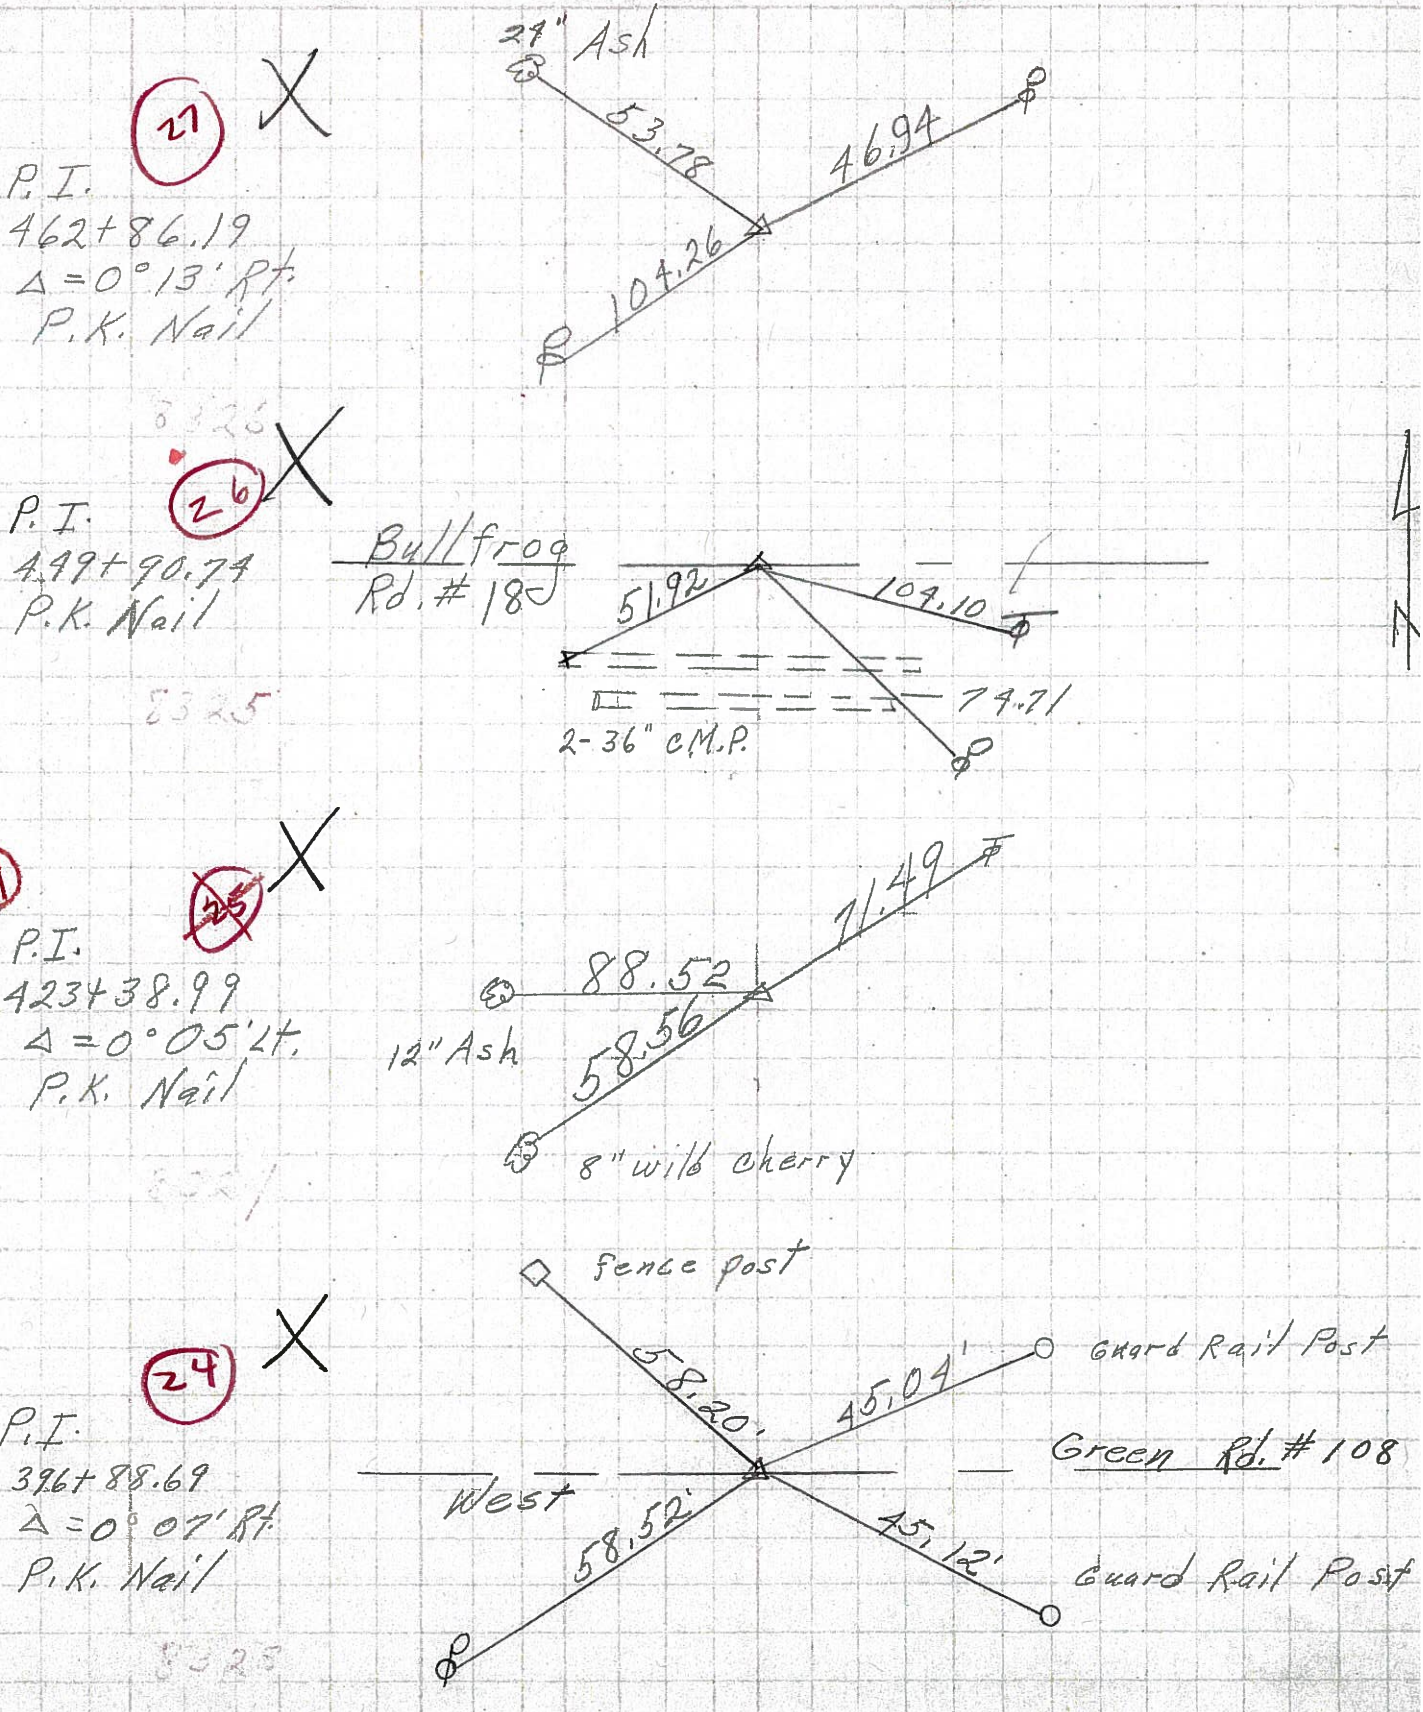 24" Ash
27
53.78
46.94
P. I.
462+86.19
Δ = 0° 13' Rt.
P.K. Nail
104.26
8326
26
P. I.
449+90.74
P.K. Nail
Bullfrog
Rd. # 18
51.92
104.10
74.71
2-36" C.M.P.
8325
25
P.I.
423+38.99
Δ = 0° 05' Lt.
P.K. Nail
71.49
88.52
12" Ash
58.56
8" wild cherry
fence post
24
P.I.
396+88.69
Δ = 0° 07' Rt.
P.K. Nail
58.20'
45.04'
Guard Rail Post
Green Rd. # 108
West
58.52'
45.12'
Guard Rail Post